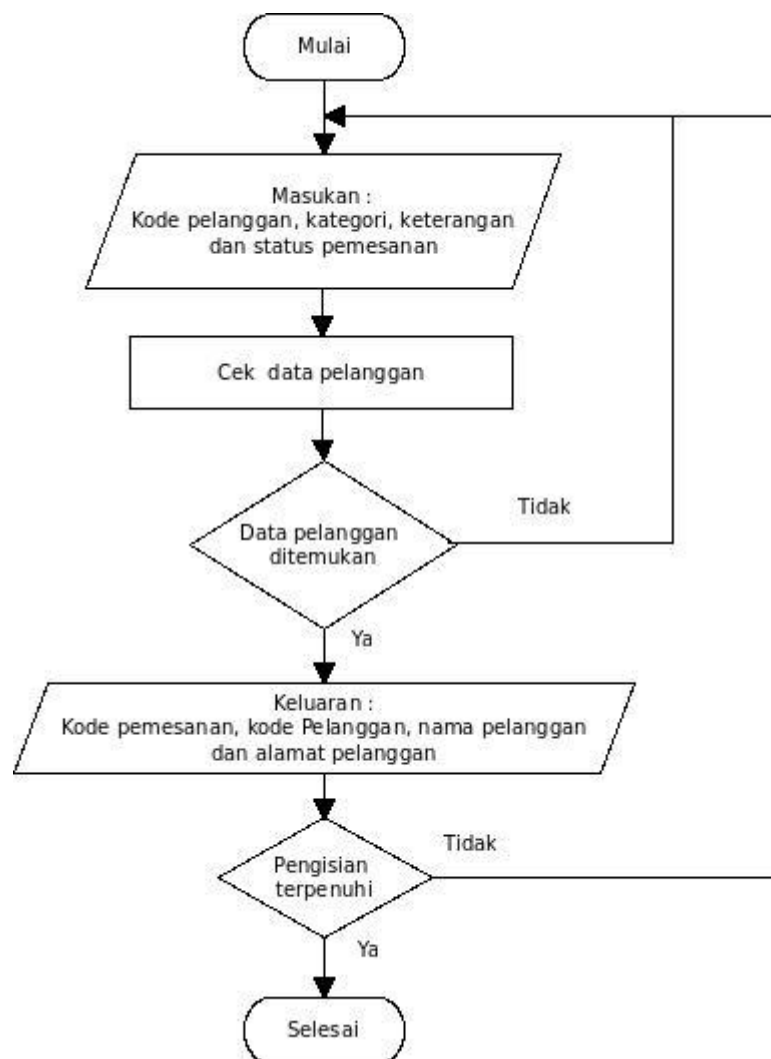 Mulai
Masukan :
Kode pelanggan, kategori, keterangan
dan status pemesanan
Cek data pelanggan
Data pelanggan
ditemukan
Tidak
Ya
Keluaran :
Kode pemesanan, kode Pelanggan, nama pelanggan
dan alamat pelanggan
Pengisian
terpenuhi
Tidak
Ya
Selesai